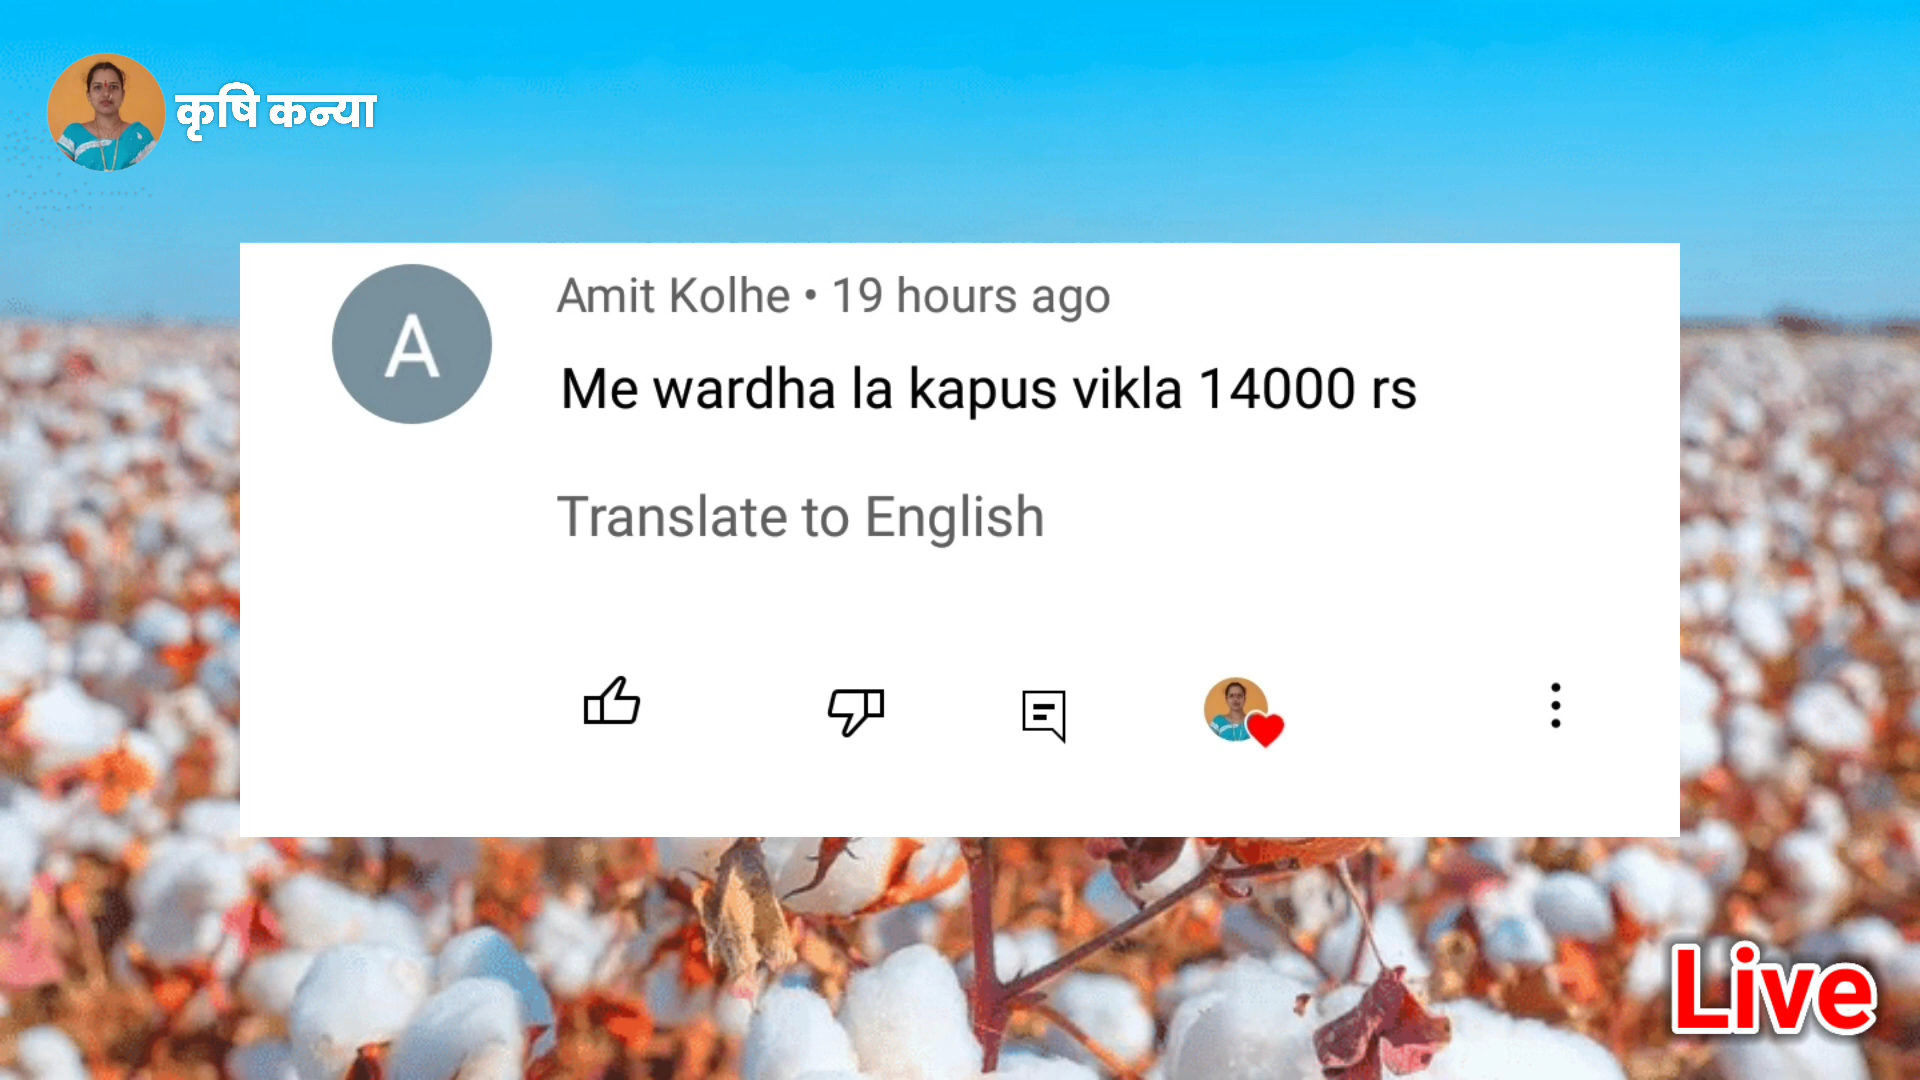 कृषि कन्या
A
Amit Kolhe • 19 hours ago
Me wardha la kapus vikla 14000 rs
Translate to English
Live